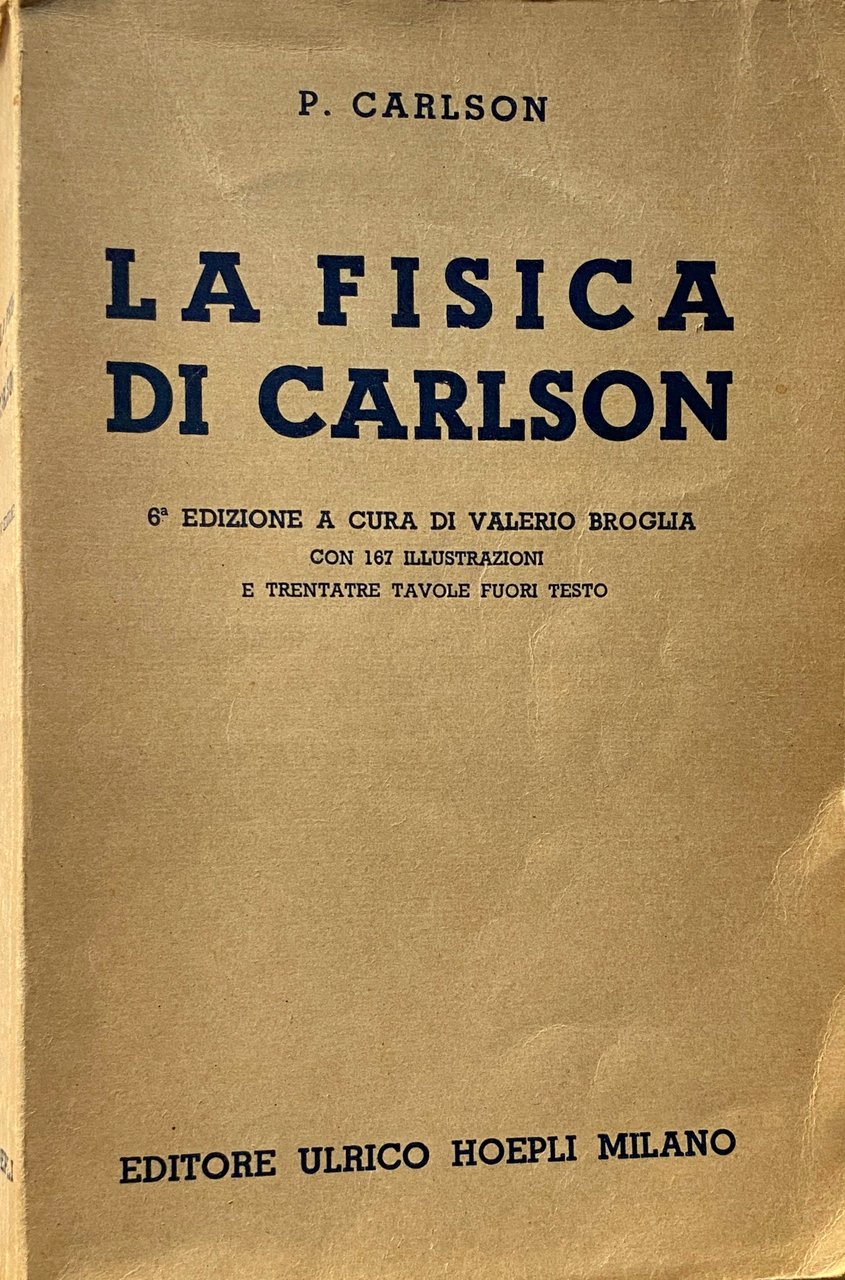 P. CARLSON
LA FISICA
DI CARLSON
6ª EDIZIONE A CURA DI VALERIO BROGLIA
CON 167 ILLUSTRAZIONI
E TRENTATRE TAVOLE FUORI TESTO
EDITORE ULRICO HOEPLI MILANO